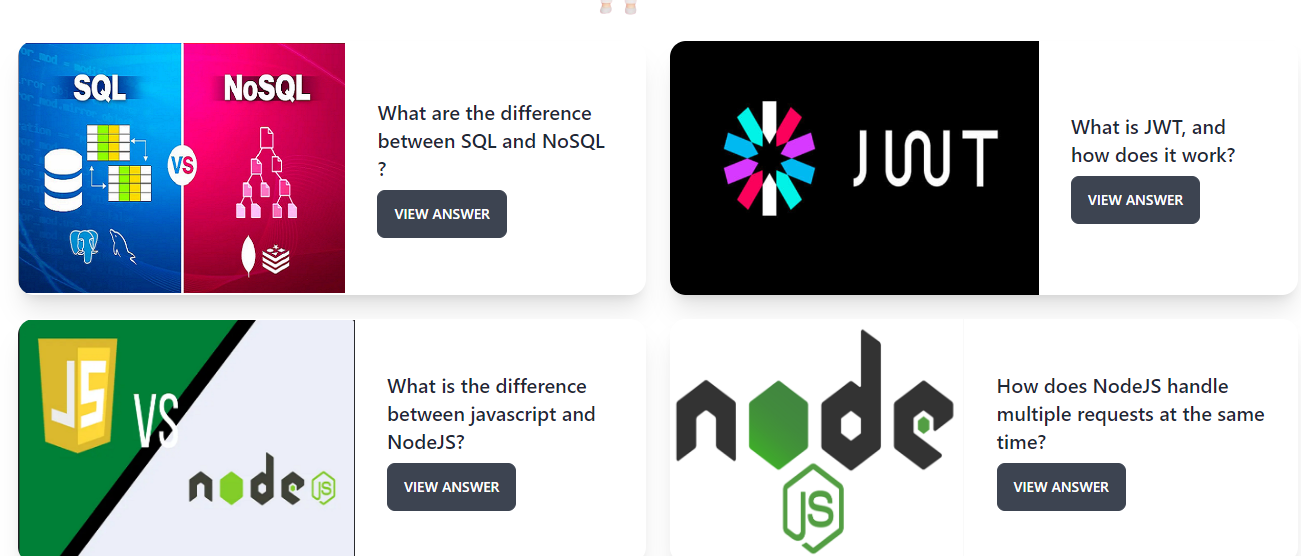 SQL
NoSQL
VS
What are the difference
between SQL and NoSQL
?
VIEW ANSWER
JWT
What is JWT, and
how does it work?
VIEW ANSWER
JS
VS
node
JS
What is the difference
between javascript and
NodeJS?
VIEW ANSWER
node
JS
How does NodeJS handle
multiple requests at the same
time?
VIEW ANSWER